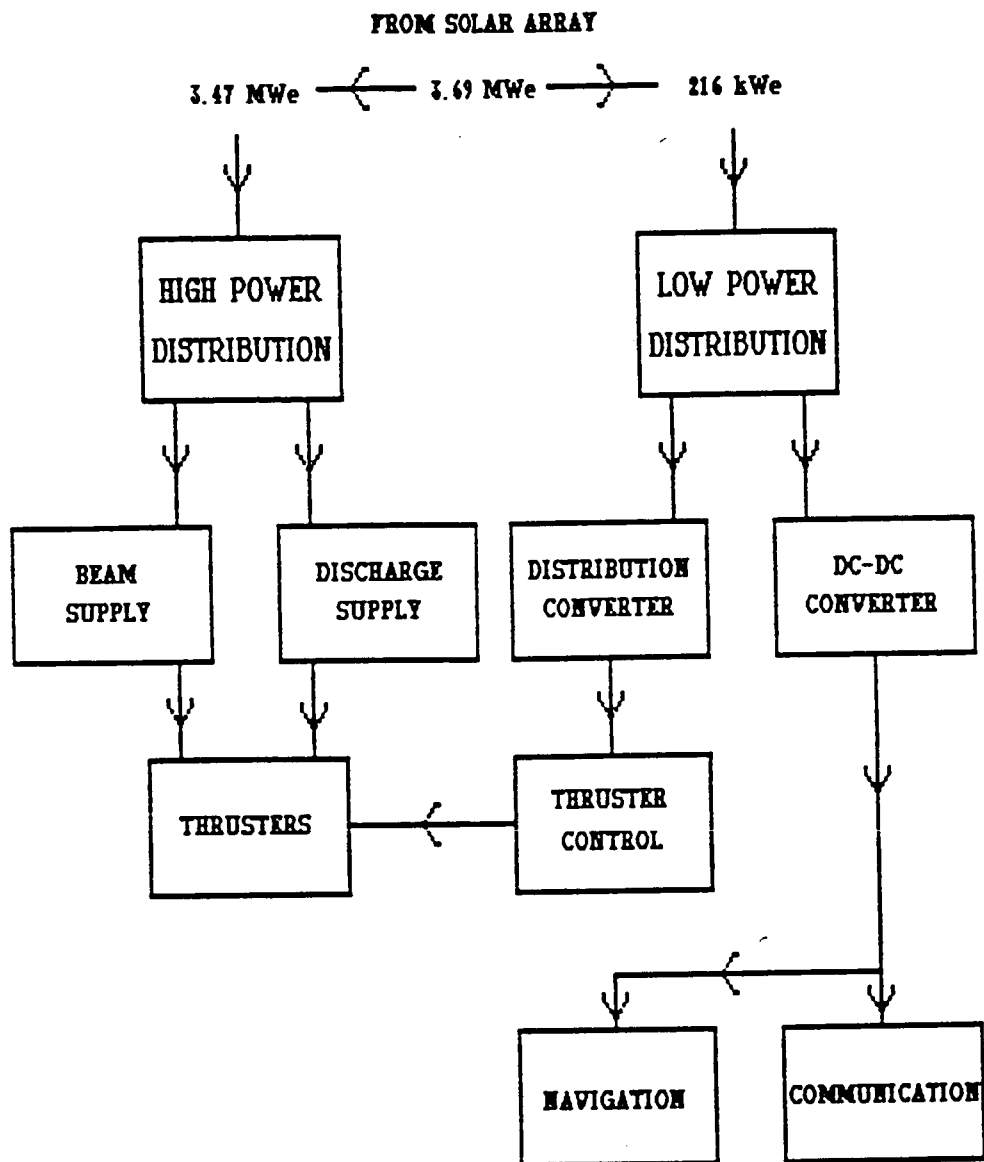 FROM SOLAR ARRAY
3.47 MWe 3.69 MWe 216 kWe
HIGH POWER
DISTRIBUTION
LOW POWER
DISTRIBUTION
BEAM
SUPPLY
DISCHARGE
SUPPLY
DISTRIBUTION
CONVERTER
DC-DC
CONVERTER
THRUSTERS
THRUSTER
CONTROL
NAVIGATION
COMMUNICATION